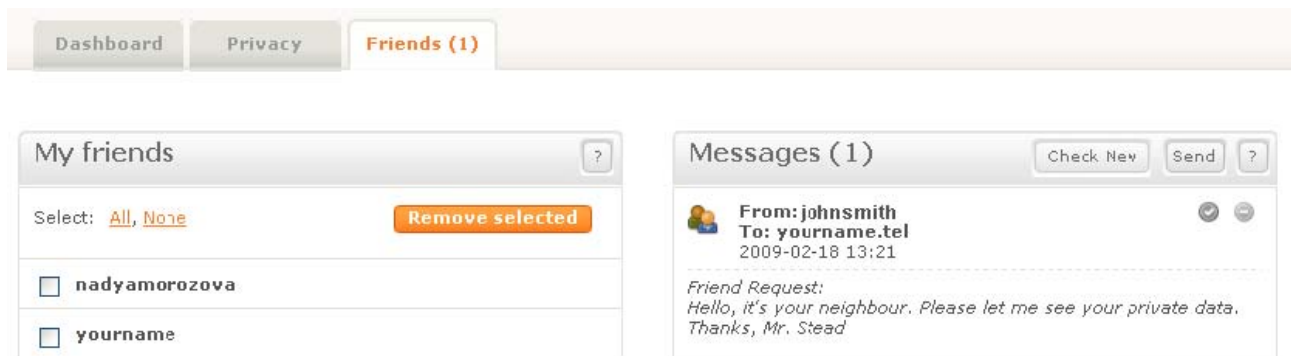 Dashboard Privacy Friends (1)
My friends ?
Select: All, None Remove selected
nadyamorozova
yourname
Messages (1) Check New Send ?
From: johnsmith
To: yourname.tel
2009-02-18 13:21
Friend Request:
Hello, it's your neighbour. Please let me see your private data.
Thanks, Mr. Stead